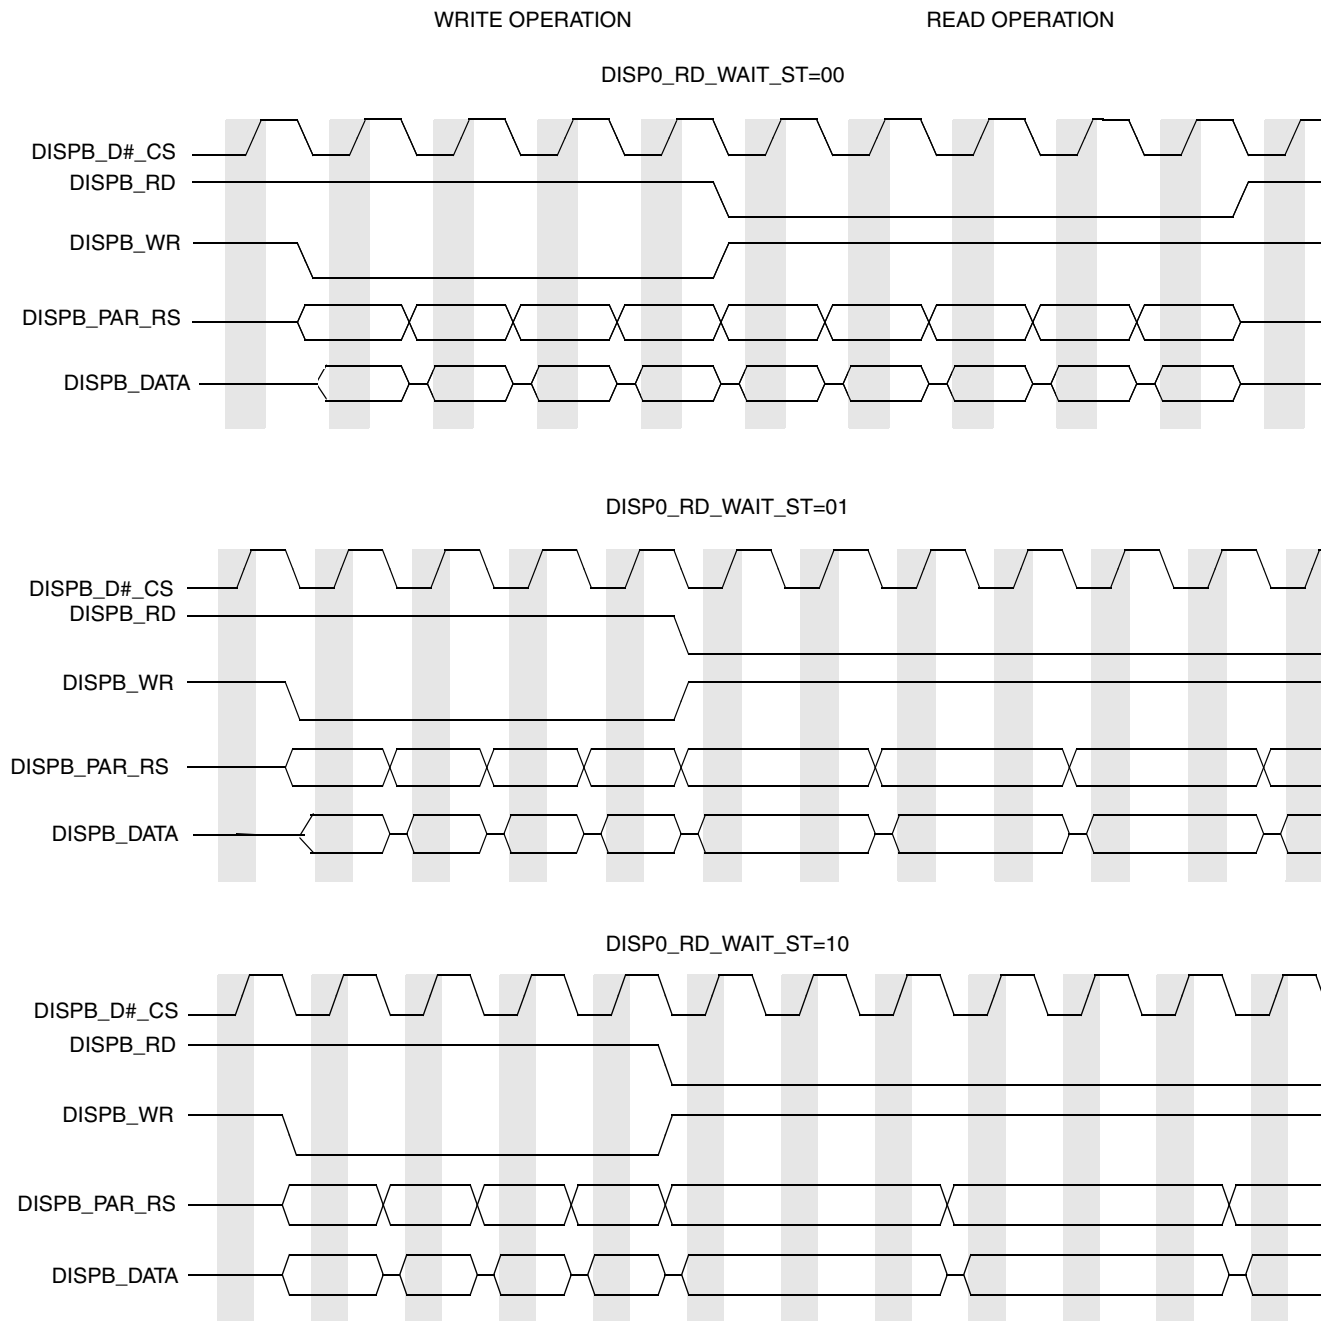 WRITE OPERATION
READ OPERATION
DISP0_RD_WAIT_ST=00
DISPB_D#_CS
DISPB_RD
DISPB_WR
DISPB_PAR_RS
DISPB_DATA
DISP0_RD_WAIT_ST=01
DISPB_D#_CS
DISPB_RD
DISPB_WR
DISPB_PAR_RS
DISPB_DATA
DISP0_RD_WAIT_ST=10
DISPB_D#_CS
DISPB_RD
DISPB_WR
DISPB_PAR_RS
DISPB_DATA